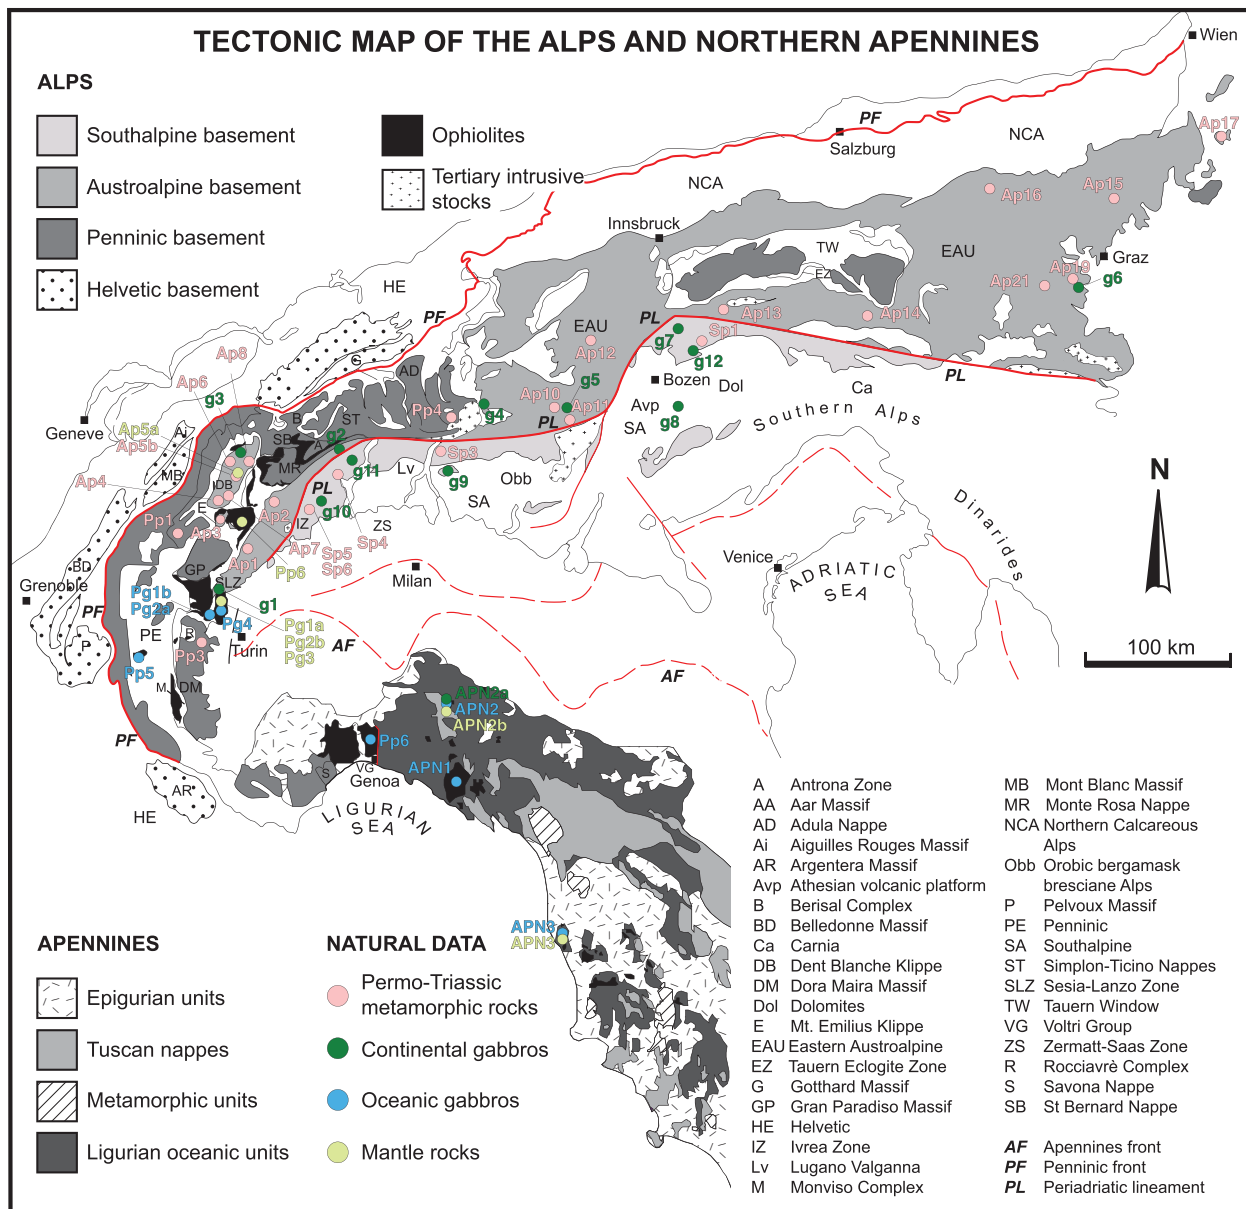 TECTONIC MAP OF THE ALPS AND NORTHERN APENNINES
ALPS
Southalpine basement
Austroalpine basement
Penninic basement
Helvetic basement
Ophiolites
Tertiary intrusive
stocks
Wien
PF
NCA
Ap17
Salzburg
NCA
Ap16
Ap15
Innsbruck
TW
EAU
Graz
EZ
Ap19
HE
Ap21
g6
PF
PL
Ap13
Ap14
EAU
g7
Sp1
Ap12
g12
Ap8
G
AD
g5
Bozen
Dol
PL
Ca
Ap6
g3
Ap10
Ap11
Avp
g8
SA
Southern Alps
Geneve
A
B
ST
Pp4
g4
PL
Ap5a
Ap5b
SB
A
g2
MR
g11
Lv
Sp3
g9
Obb
SA
Ap4
MB
DB
E
PL
g10
IZ
ZS
Pp1
Ap3
Ap2
Ap7
Sp5
Sp4
Sp6
Dinarides
N
BD
GP
Ap1
Pp6
Milan
Venice
ADRIATIC
SEA
Grenoble
SLZ
Pg1b
Pg2a
g1
PF
PE
R
Pg4
Pg1a
Pg2b
Pg3
Turin
P
Pp3
AF
100 km
Pp5
M
DM
AF
APN2a
APN2
APN2b
PF
Pp6
APN1
S
VG
Genoa
AR
HE
LIGURIAN
SEA
APN3
APN3
APENNINES
Epigurian units
Tuscan nappes
Metamorphic units
Ligurian oceanic units
NATURAL DATA
Permo-Triassic
metamorphic rocks
Continental gabbros
Oceanic gabbros
Mantle rocks
A Antrona Zone
AA Aar Massif
AD Adula Nappe
Ai Aiguilles Rouges Massif
AR Argentera Massif
Avp Athesian volcanic platform
B Berisal Complex
BD Belledonne Massif
Ca Carnia
DB Dent Blanche Klippe
DM Dora Maira Massif
Dol Dolomites
E Mt. Emilius Klippe
EAU Eastern Austroalpine
EZ Tauern Eclogite Zone
G Gotthard Massif
GP Gran Paradiso Massif
HE Helvetic
IZ Ivrea Zone
Lv Lugano Valganna
M Monviso Complex
MB Mont Blanc Massif
MR Monte Rosa Nappe
NCA Northern Calcareous
Alps
Obb Orobic bergamask
bresciane Alps
P Pelvoux Massif
PE Penninic
SA Southalpine
ST Simplon-Ticino Nappes
SLZ Sesia-Lanzo Zone
TW Tauern Window
VG Voltri Group
ZS Zermatt-Saas Zone
R Rocciavrè Complex
S Savona Nappe
SB St Bernard Nappe
AF Apennines front
PF Penninic front
PL Periadriatic lineament